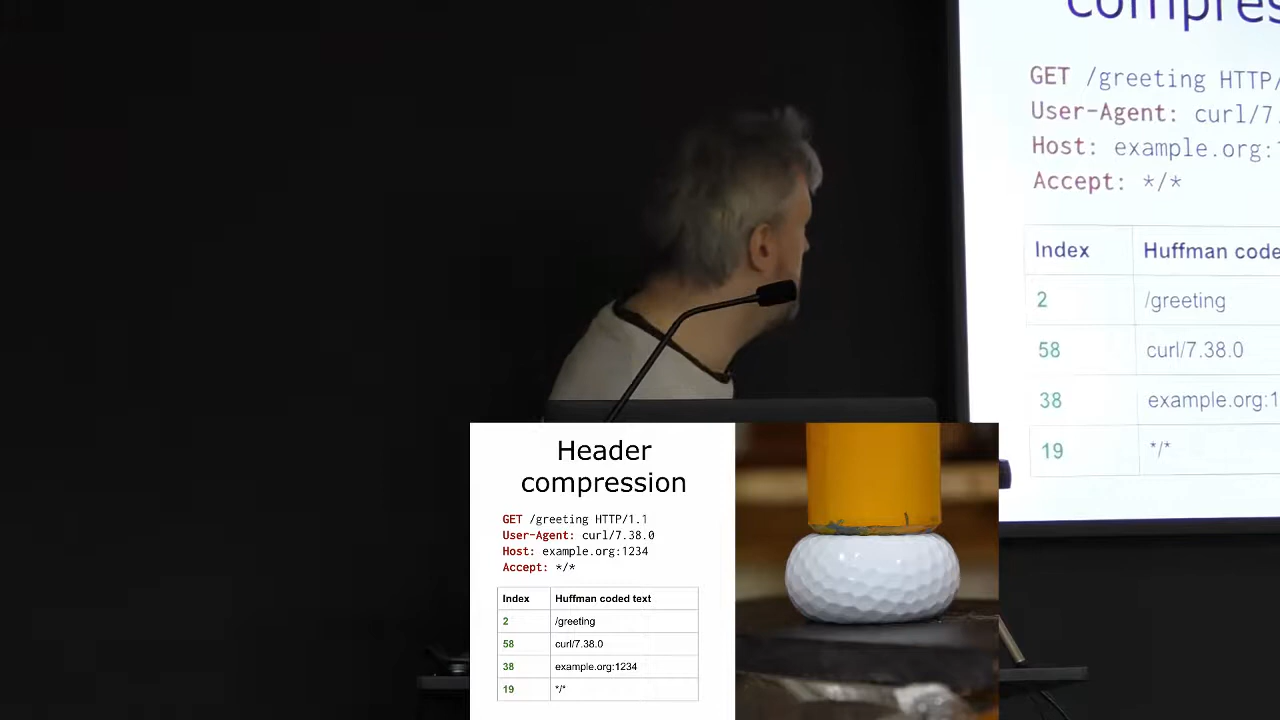 compres
GET /greeting HTTP/
User-Agent: curl/7.
Host: example.org:1
Accept: */*
Index Huffman code
2 /greeting
58 curl/7.38.0
38 example.org:1
19 */*
Header
compression
GET /greeting HTTP/1.1
User-Agent: curl/7.38.0
Host: example.org:1234
Accept: */*
Index Huffman coded text
2 /greeting
58 curl/7.38.0
38 example.org:1234
19 */*